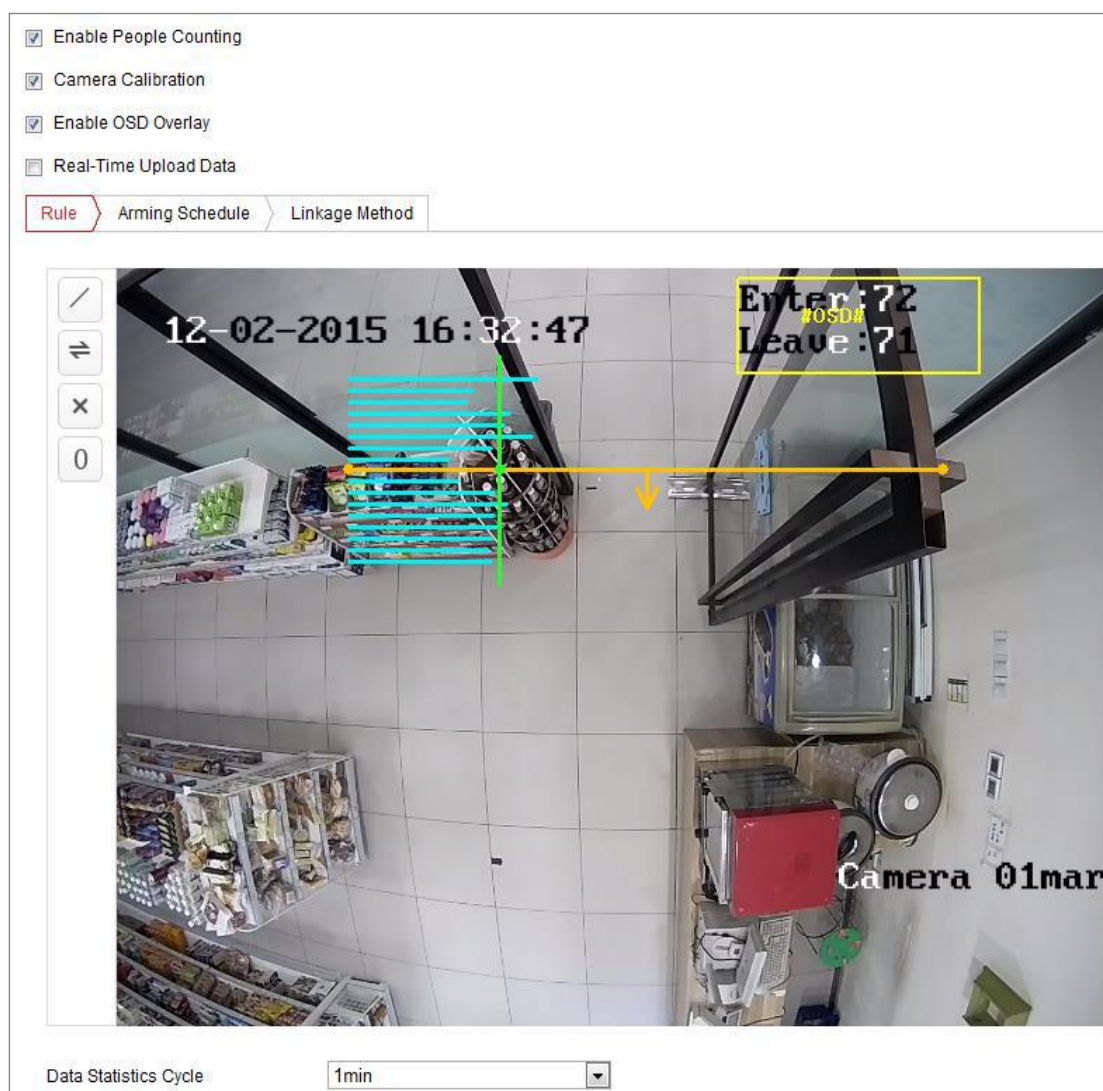 Enable People Counting
Camera Calibration
Enable OSD Overlay
Real-Time Upload Data
Rule
Arming Schedule
Linkage Method
12-02-2015 16:32:47
Enter:72
#OSD#
Leave:71
0
Camera 01mar
Data Statistics Cycle
1min